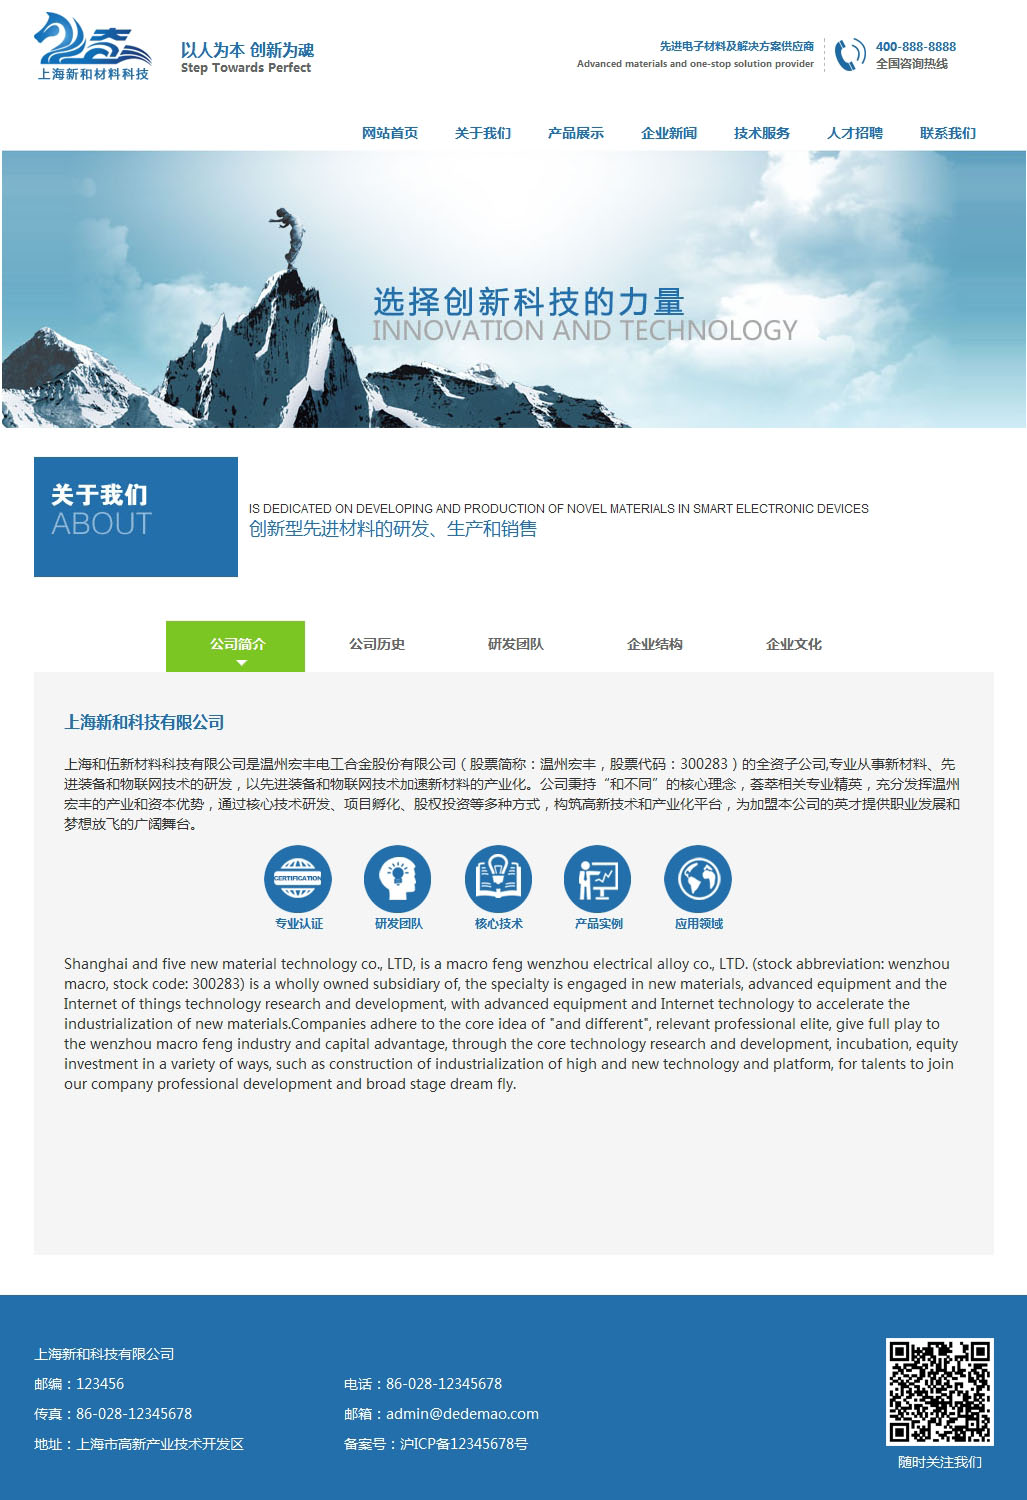 上海新和材料科技
以人为本 创新为魂
Step Towards Perfect
先进电子材料及解决方案供应商
Advanced materials and one-stop solution provider
400-888-8888
全国咨询热线
网站首页 关于我们 产品展示 企业新闻 技术服务 人才招聘 联系我们
选择创新科技的力量
INNOVATION AND TECHNOLOGY
关于我们
ABOUT
IS DEDICATED ON DEVELOPING AND PRODUCTION OF NOVEL MATERIALS IN SMART ELECTRONIC DEVICES
创新型先进材料的研发、生产和销售
公司简介 公司历史 研发团队 企业结构 企业文化
上海新和科技有限公司
上海和伍新材料科技有限公司是温州宏丰电工合金股份有限公司（股票简称：温州宏丰，股票代码：300283）的全资子公司,专业从事新材料、先
进装备和物联网技术的研发，以先进装备和物联网技术加速新材料的产业化。公司秉持“和不同”的核心理念，荟萃相关专业精英，充分发挥温州
宏丰的产业和资本优势，通过核心技术研发、项目孵化、股权投资等多种方式，构筑高新技术和产业化平台，为加盟本公司的英才提供职业发展和
梦想放飞的广阔舞台。
CERTIFICATION
专业认证 研发团队 核心技术 产品实例 应用领域
Shanghai and five new material technology co., LTD, is a macro feng wenzhou electrical alloy co., LTD. (stock abbreviation: wenzhou
macro, stock code: 300283) is a wholly owned subsidiary of, the specialty is engaged in new materials, advanced equipment and the
Internet of things technology research and development, with advanced equipment and Internet technology to accelerate the
industrialization of new materials.Companies adhere to the core idea of "and different", relevant professional elite, give full play to
the wenzhou macro feng industry and capital advantage, through the core technology research and development, incubation, equity
investment in a variety of ways, such as construction of industrialization of high and new technology and platform, for talents to join
our company professional development and broad stage dream fly.
上海新和科技有限公司
邮编：123456 电话：86-028-12345678
传真：86-028-12345678 邮箱：admin@dedemao.com
地址：上海市高新产业技术开发区 备案号：沪ICP备12345678号
随时关注我们